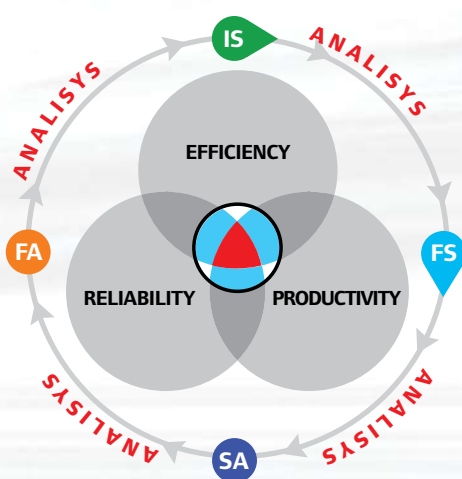 IS
ANALISYS
ANALISYS
EFFICIENCY
FA
FS
RELIABILITY
PRODUCTIVITY
ANALISYS
ANALISYS
SA